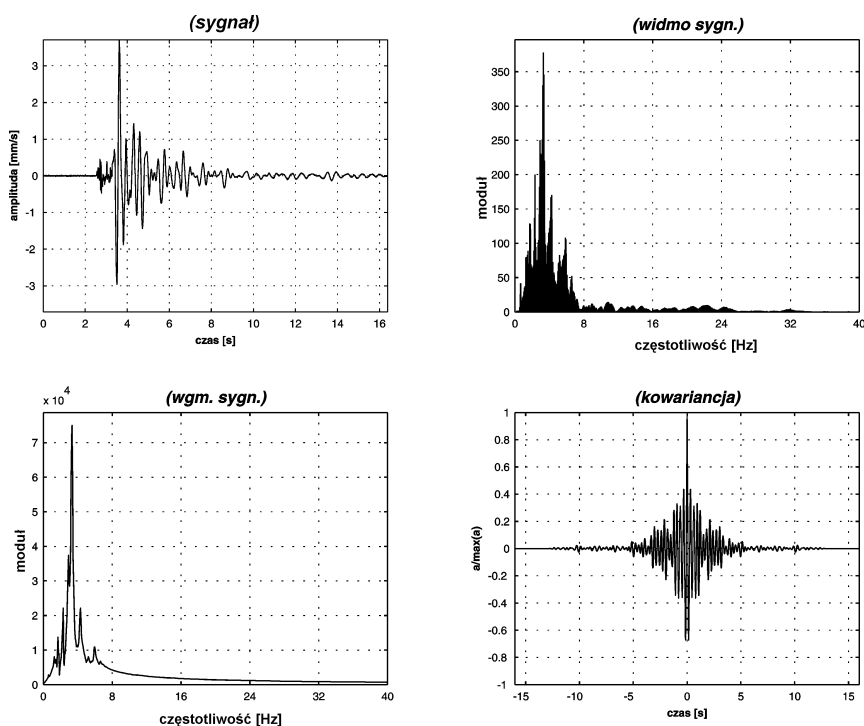 (sygnał)
3
2
1
0
-1
-2
-3
amplituda [mm/s]
0 2 4 6 8 10 12 14 16
czas [s]
(widmo sygn.)
350
300
250
200
150
100
50
0
moduł
0 8 16 24 32 40
częstotliwość [Hz]
(wgm. sygn.)
x 10 4
7
6
5
4
3
2
1
0
moduł
0 8 16 24 32 40
częstotliwość [Hz]
(kowariancja)
1
0.8
0.6
0.4
0.2
0
-0.2
-0.4
-0.6
-0.8
-1
a/max(a)
-15 -10 -5 0 5 10 15
czas [s]